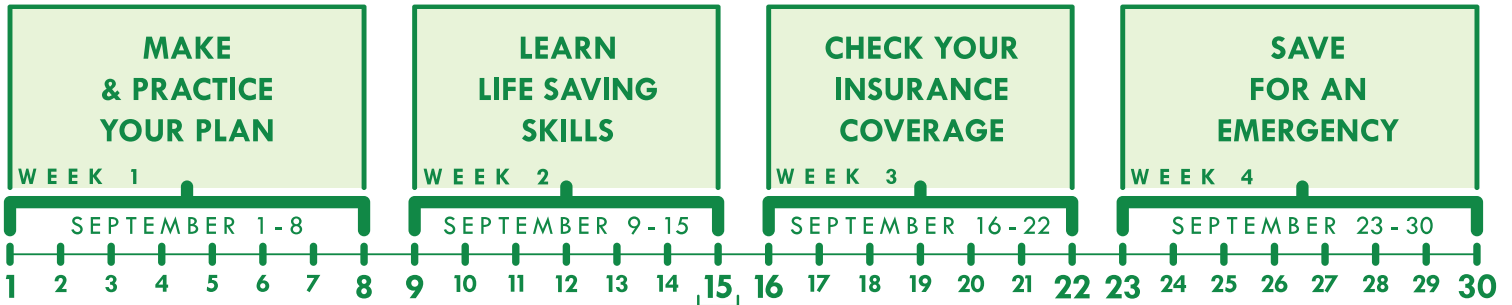 MAKE
& PRACTICE
YOUR PLAN
WEEK 1
SEPTEMBER 1-8
LEARN
LIFE SAVING
SKILLS
WEEK 2
SEPTEMBER 9-15
CHECK YOUR
INSURANCE
COVERAGE
WEEK 3
SEPTEMBER 16-22
SAVE
FOR AN
EMERGENCY
WEEK 4
SEPTEMBER 23-30
1 2 3 4 5 6 7 8 9 10 11 12 13 14 15 16 17 18 19 20 21 22 23 24 25 26 27 28 29 30